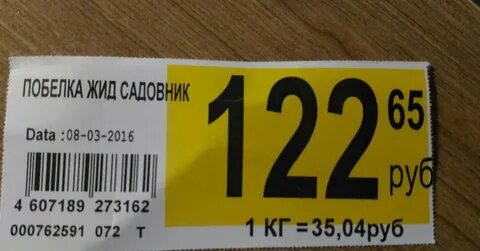 ПОБЕЛКА ЖИД САДОВНИК
122 65 руб
Data :08-03-2016
4 607189 273162
000762591 072 T
1 КГ =35,04руб